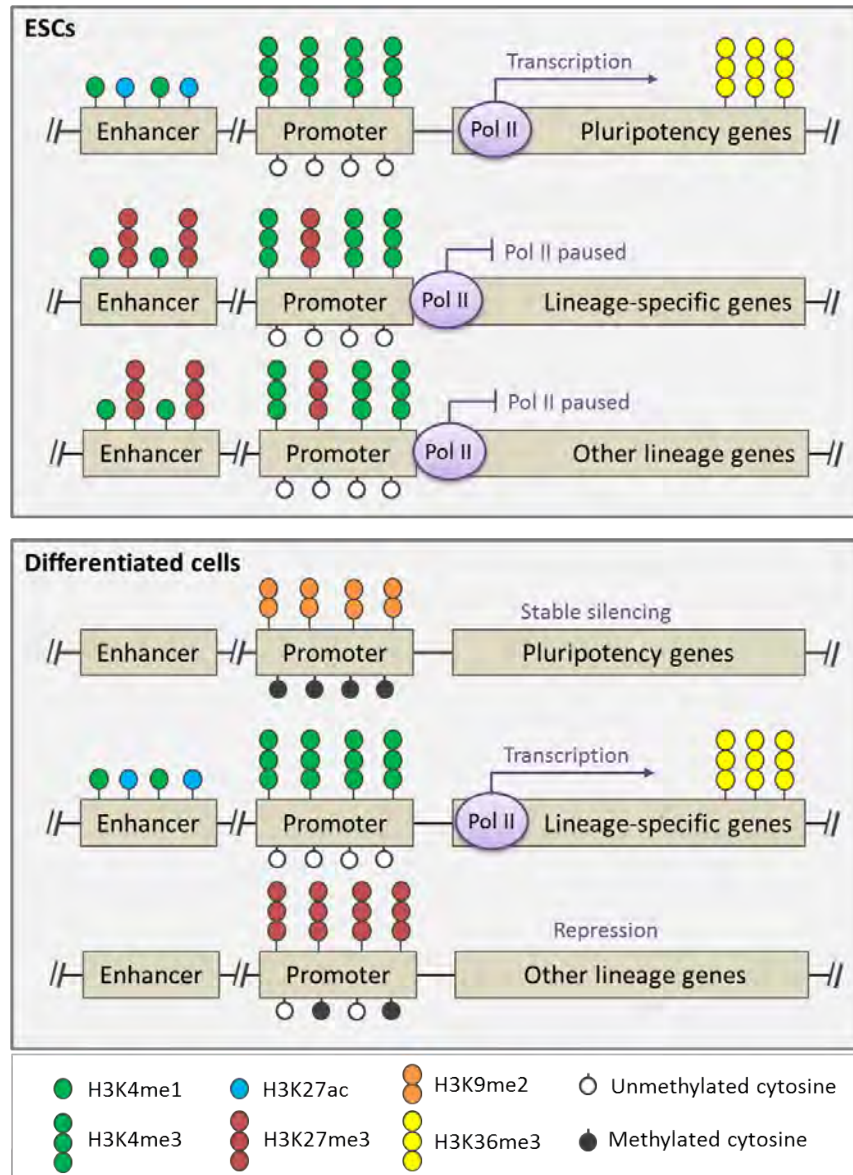 ESCs
Transcription
Enhancer Promoter Pol II Pluripotency genes
Pol II paused
Enhancer Promoter Pol II Lineage-specific genes
Pol II paused
Enhancer Promoter Pol II Other lineage genes
Differentiated cells
Stable silencing
Enhancer Promoter Pluripotency genes
Transcription
Enhancer Promoter Pol II Lineage-specific genes
Repression
Enhancer Promoter Other lineage genes
H3K4me1 H3K27ac H3K9me2 Unmethylated cytosine
H3K4me3 H3K27me3 H3K36me3 Methylated cytosine